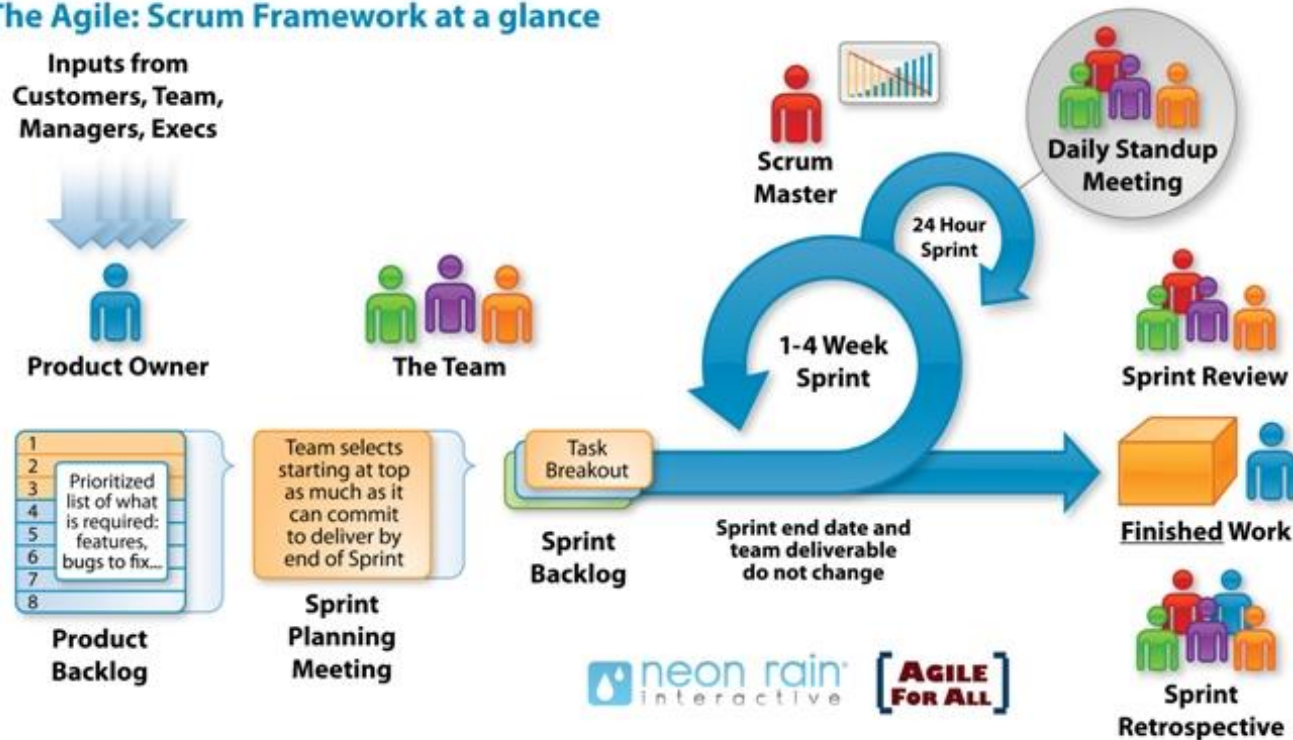 The Agile: Scrum Framework at a glance
Inputs from
Customers, Team,
Managers, Execs
Product Owner
The Team
Scrum
Master
Daily Standup
Meeting
24 Hour
Sprint
1-4 Week
Sprint
Sprint Review
1
2
3
4
5
6
7
8
Prioritized
list of what
is required:
features,
bugs to fix...
Product
Backlog
Team selects
starting at top
as much as it
can commit
to deliver by
end of Sprint
Sprint
Planning
Meeting
Task
Breakout
Sprint
Backlog
Sprint end date and
team deliverable
do not change
Finished Work
Sprint
Retrospective
neon rain
interactive
AGILE
FOR ALL